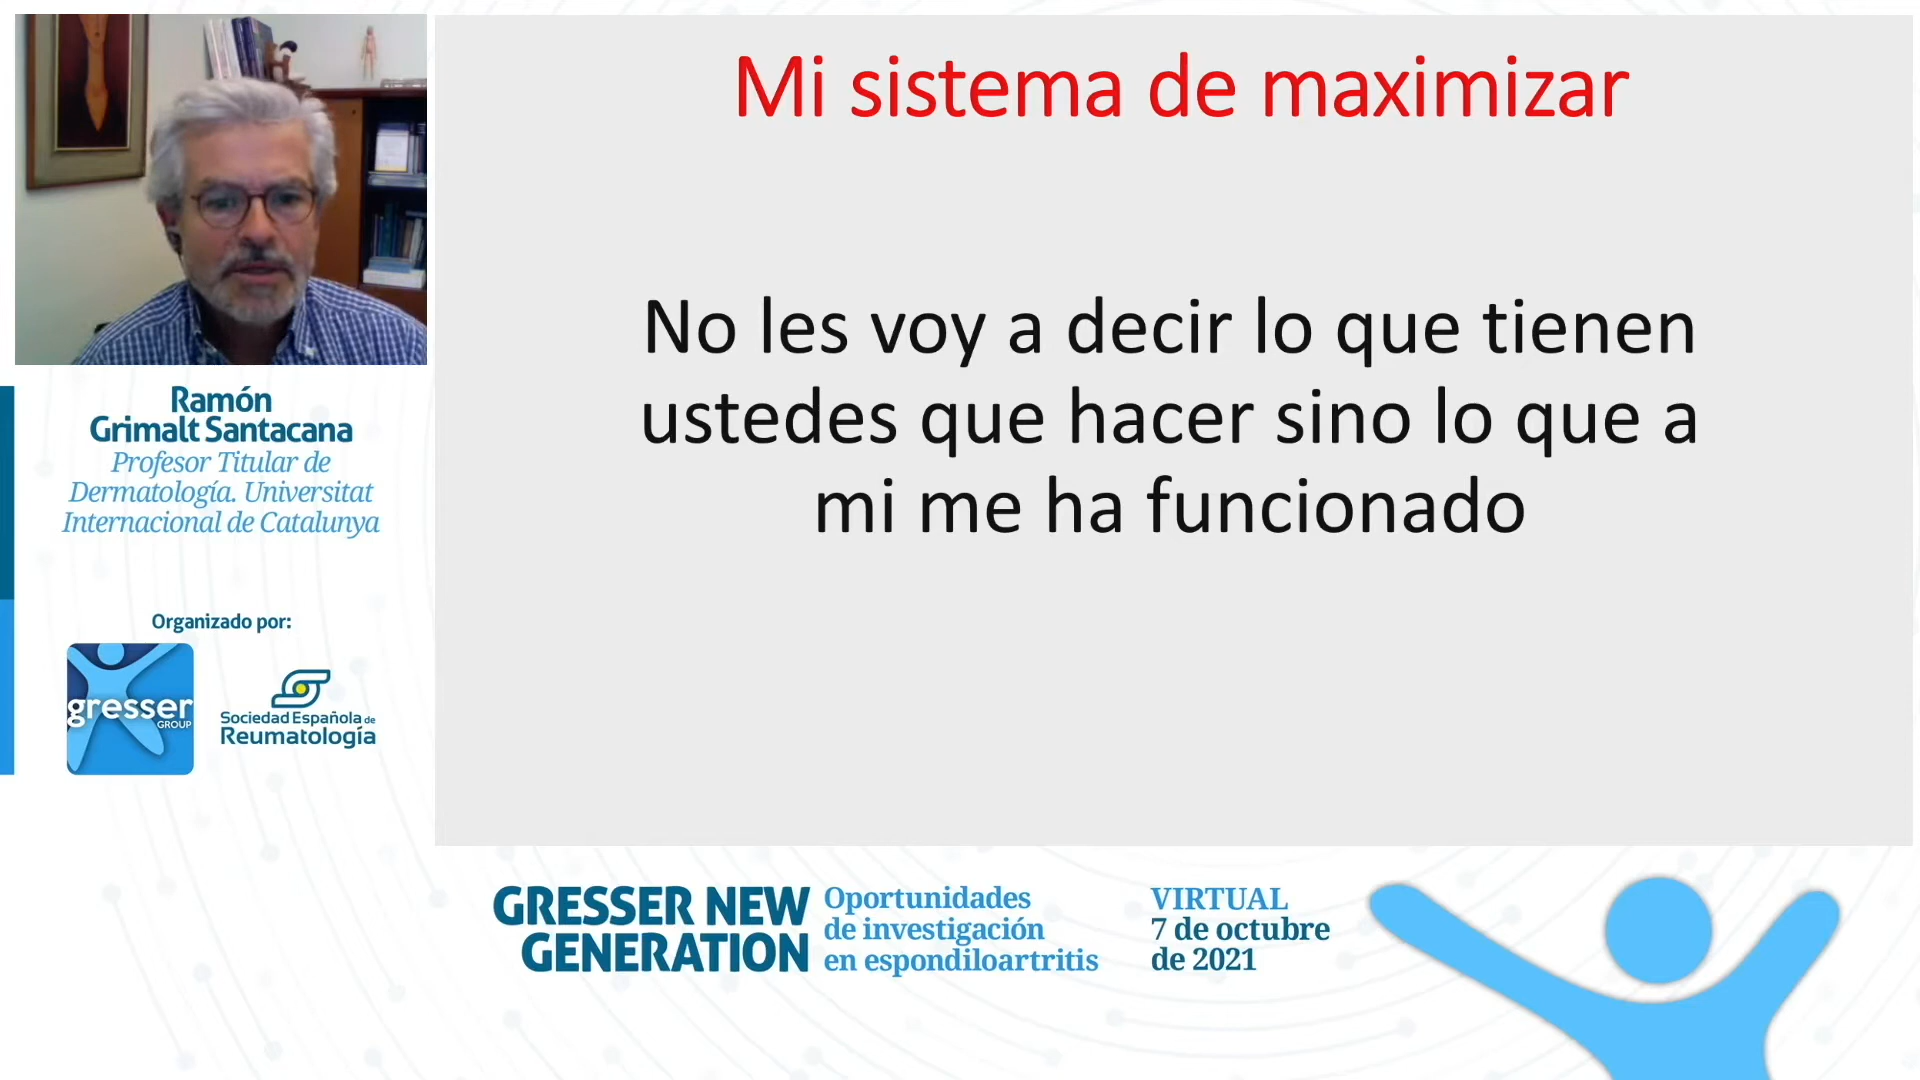 Mi sistema de maximizar
No les voy a decir lo que tienen
ustedes que hacer sino lo que a
mi me ha funcionado
Ramón
Grimalt Santacana
Profesor Titular de
Dermatología. Universitat
Internacional de Catalunya
Organizado por:
gresser
GROUP
Sociedad Española de
Reumatología
GRESSER NEW
GENERATION
Oportunidades
de investigación
en espondiloartritis
VIRTUAL
7 de octubre
de 2021